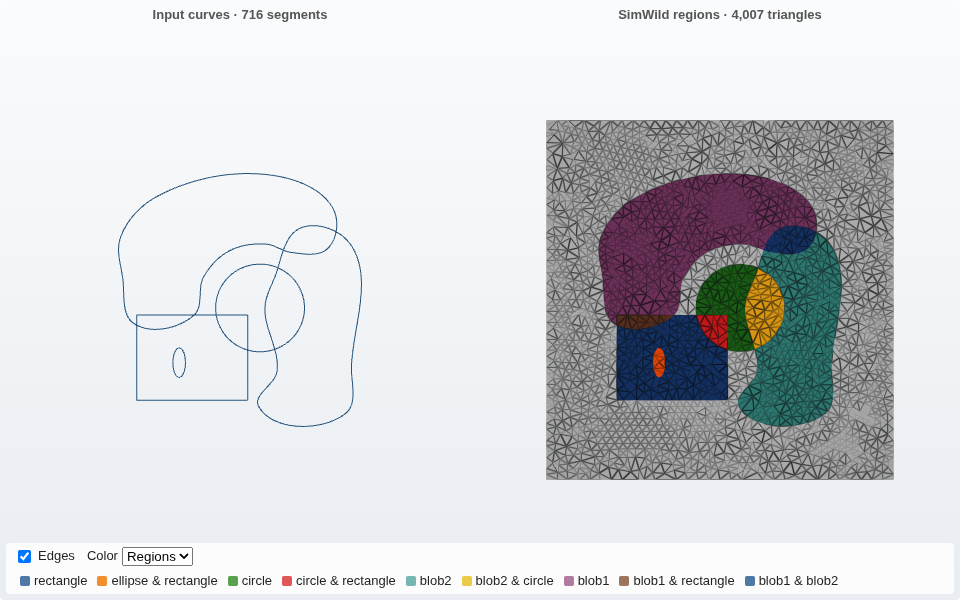 Input curves · 716 segments
SimWild regions · 4,007 triangles
Edges Color Regions
rectangle ellipse & rectangle circle circle & rectangle blob2 blob2 & circle blob1 blob1 & rectangle blob1 & blob2